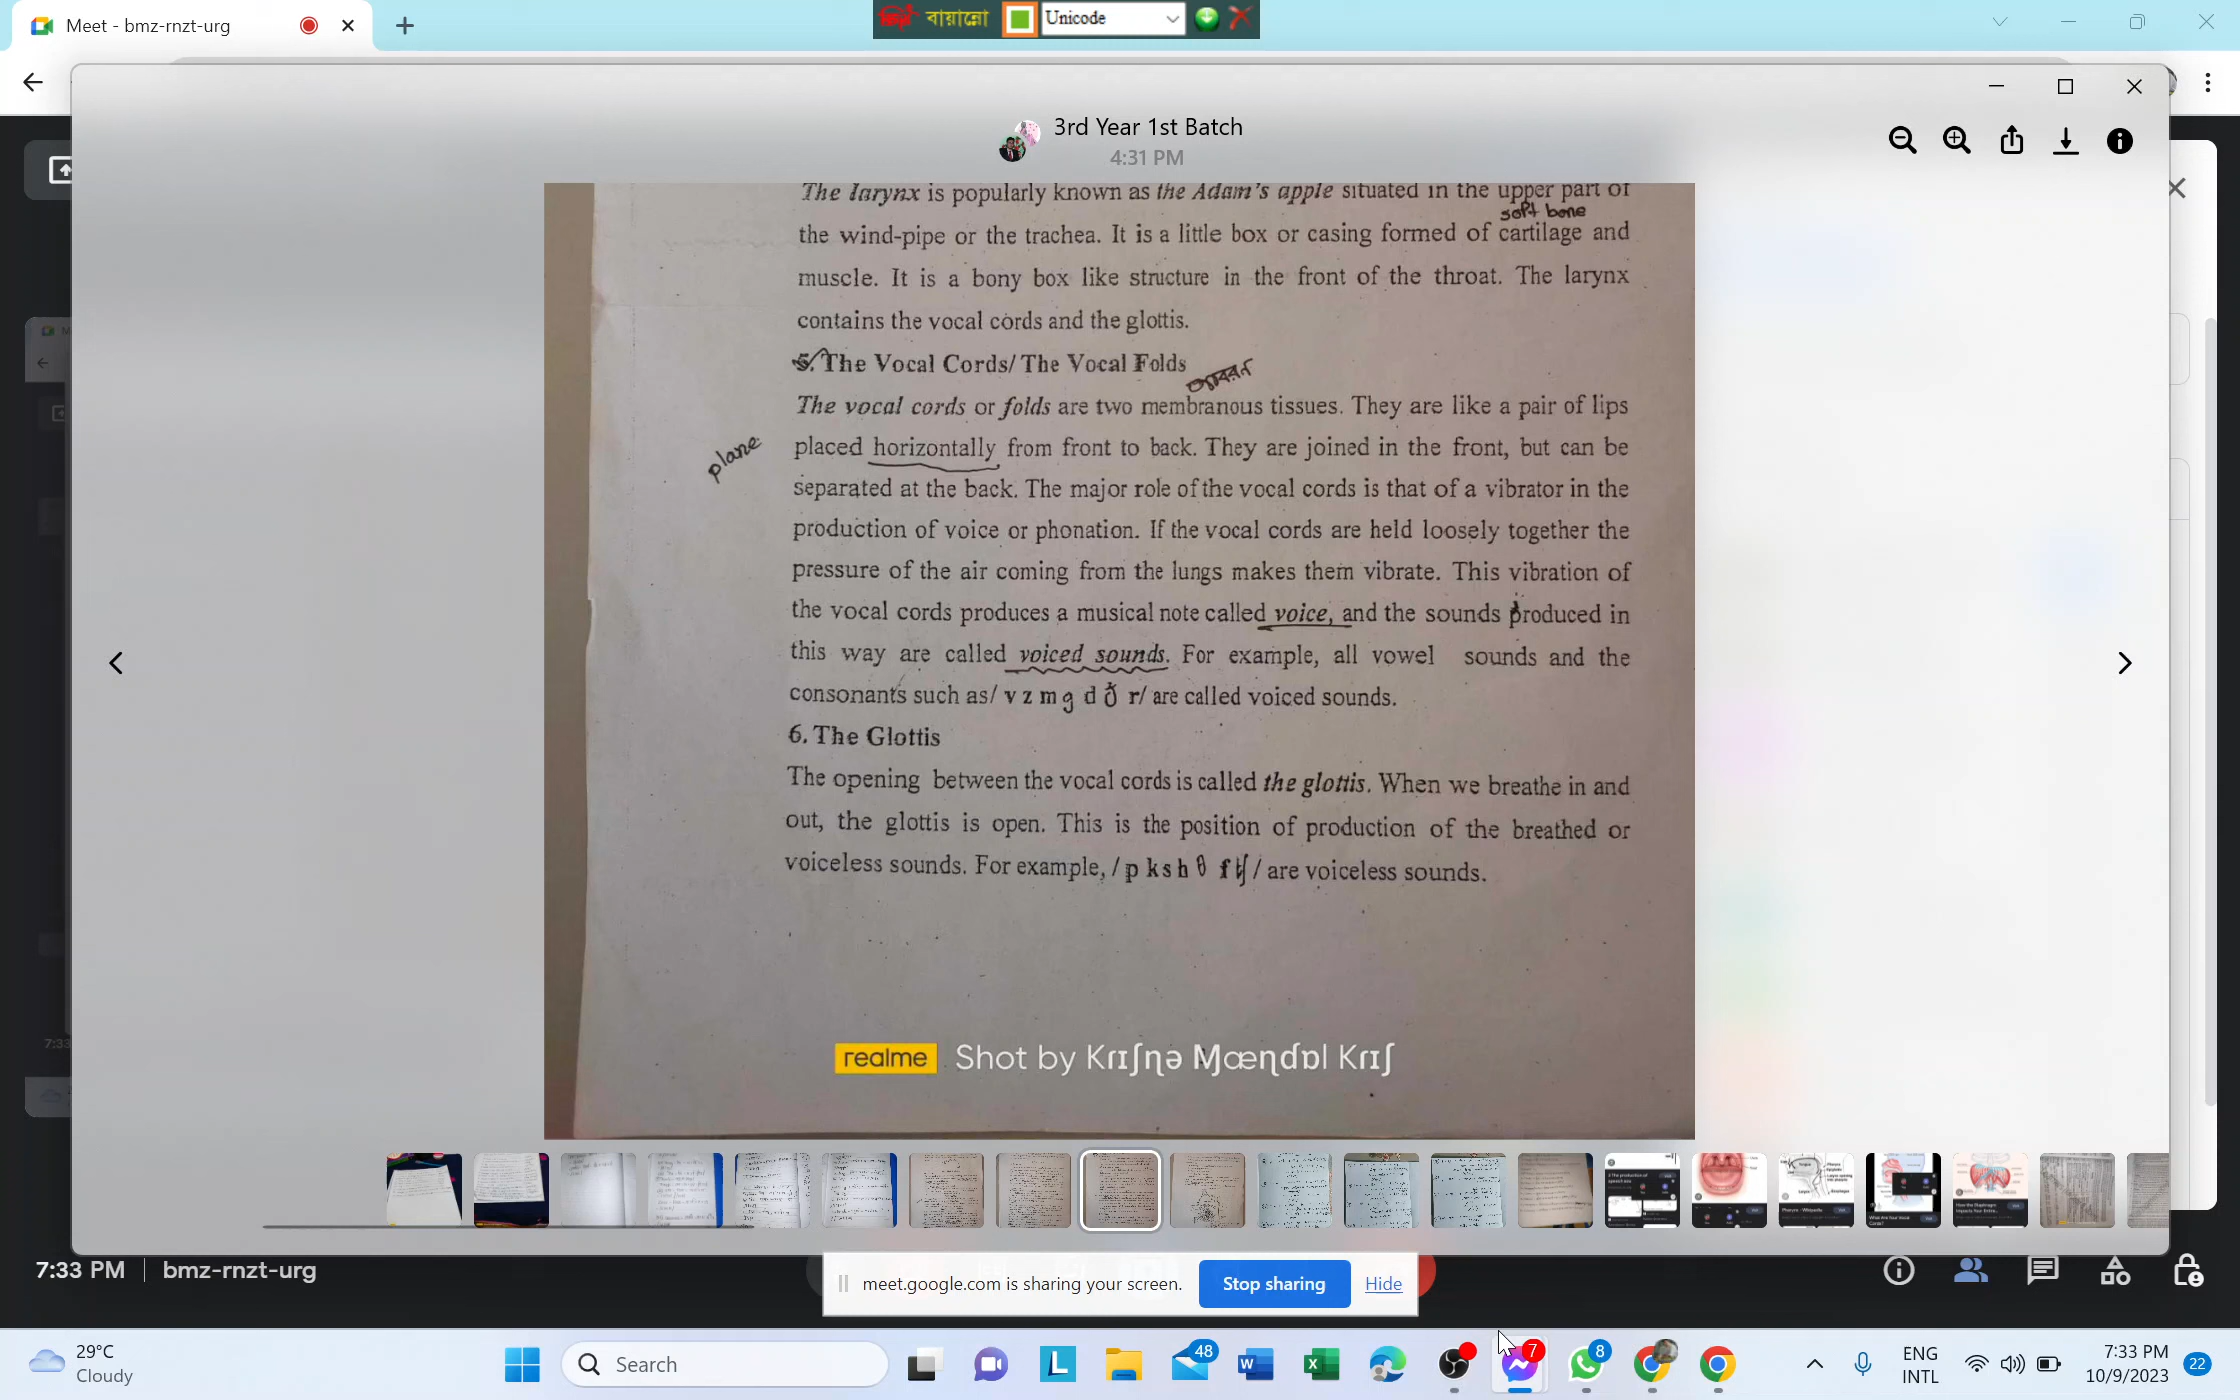 Meet - bmz-rnzt-urg
বায়ান্নো
Unicode
3rd Year 1st Batch
4:31 PM
The larynx is popularly known as the Adam's apple situated in the upper part of
soft bone
the wind-pipe or the trachea. It is a little box or casing formed of cartilage and
muscle. It is a bony box like structure in the front of the throat. The larynx
contains the vocal cords and the glottis.
5. The Vocal Cords/ The Vocal Folds
আবরন
The vocal cords or folds are two membranous tissues. They are like a pair of lips
plane
placed horizontally from front to back. They are joined in the front, but can be
separated at the back. The major role of the vocal cords is that of a vibrator in the
production of voice or phonation. If the vocal cords are held loosely together the
pressure of the air coming from the lungs makes them vibrate. This vibration of
the vocal cords produces a musical note called voice, and the sounds produced in
this way are called voiced sounds. For example, all vowel sounds and the
consonants such as/ v z m g d ð r/ are called voiced sounds.
6. The Glottis
The opening between the vocal cords is called the glottis. When we breathe in and
out, the glottis is open. This is the position of production of the breathed or
voiceless sounds. For example, / p k s h θ f tʃ / are voiceless sounds.
realme Shot by Krɪʃɳə Ɱæɳɗɒl Krɪʃ
7:33 PM bmz-rnzt-urg
meet.google.com is sharing your screen. Stop sharing Hide
29°C
Cloudy
Search
48
7
8
ENG
INTL
7:33 PM
10/9/2023
22